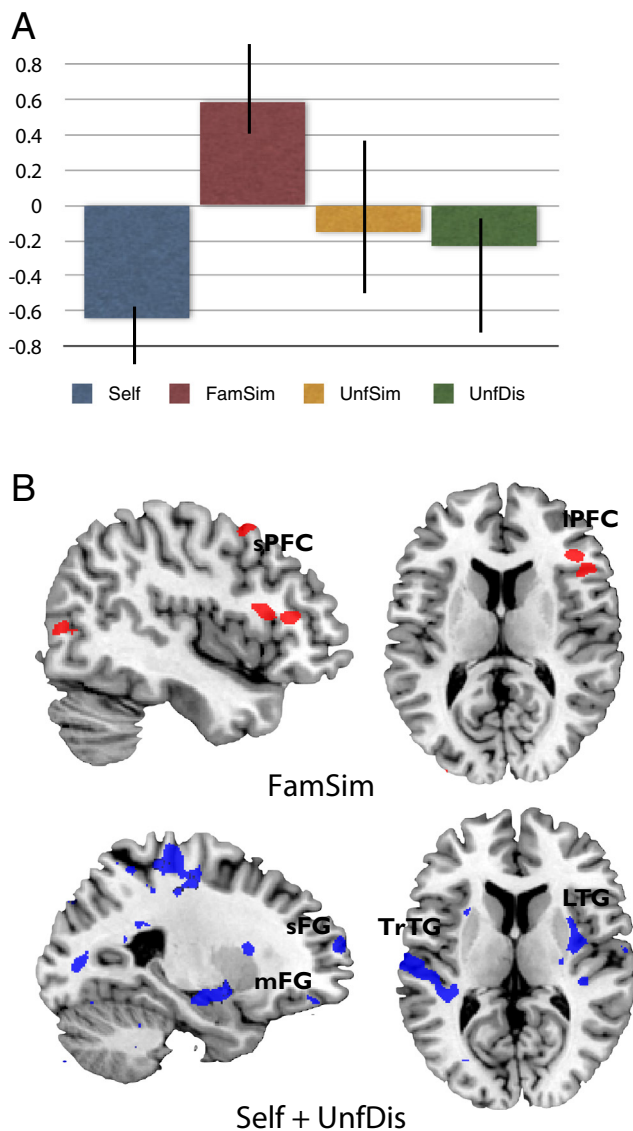 A
0.8
0.6
0.4
0.2
0
-0.2
-0.4
-0.6
-0.8
Self FamSim UnfSim UnfDis
B
sPFC lPFC
FamSim
sFG TrTG LTG
mFG
Self + UnfDis